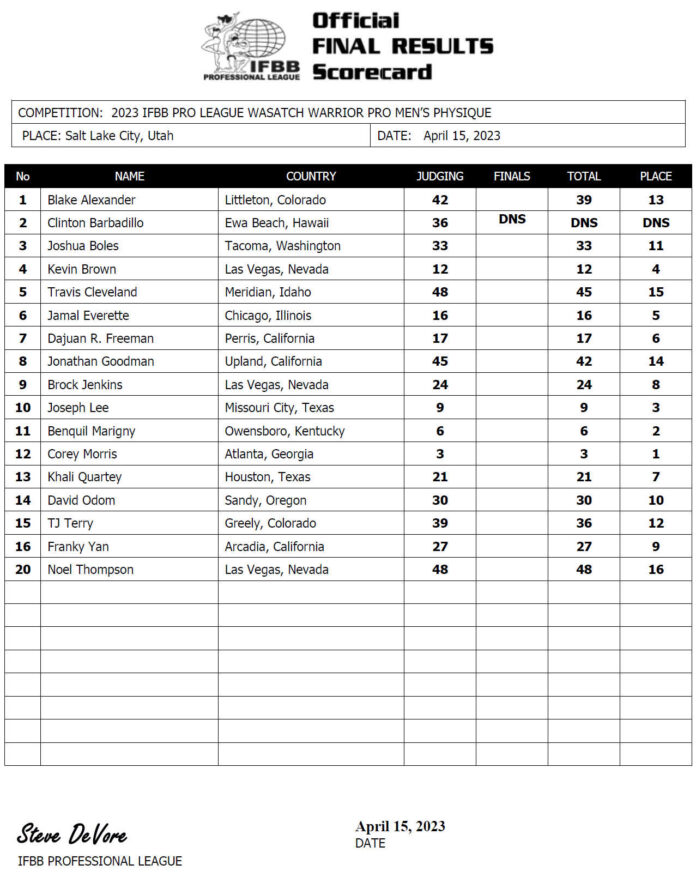 Official
FINAL RESULTS
Scorecard
IFBB
PROFESSIONAL LEAGUE
COMPETITION: 2023 IFBB PRO LEAGUE WASATCH WARRIOR PRO MEN'S PHYSIQUE
PLACE: Salt Lake City, Utah DATE: April 15, 2023
No NAME COUNTRY JUDGING FINALS TOTAL PLACE
1 Blake Alexander Littleton, Colorado 42 39 13
2 Clinton Barbadillo Ewa Beach, Hawaii 36 DNS DNS DNS
3 Joshua Boles Tacoma, Washington 33 33 11
4 Kevin Brown Las Vegas, Nevada 12 12 4
5 Travis Cleveland Meridian, Idaho 48 45 15
6 Jamal Everette Chicago, Illinois 16 16 5
7 Dajuan R. Freeman Perris, California 17 17 6
8 Jonathan Goodman Upland, California 45 42 14
9 Brock Jenkins Las Vegas, Nevada 24 24 8
10 Joseph Lee Missouri City, Texas 9 9 3
11 Benquil Marigny Owensboro, Kentucky 6 6 2
12 Corey Morris Atlanta, Georgia 3 3 1
13 Khali Quartey Houston, Texas 21 21 7
14 David Odom Sandy, Oregon 30 30 10
15 TJ Terry Greely, Colorado 39 36 12
16 Franky Yan Arcadia, California 27 27 9
20 Noel Thompson Las Vegas, Nevada 48 48 16
Steve DeVore
IFBB PROFESSIONAL LEAGUE
April 15, 2023
DATE